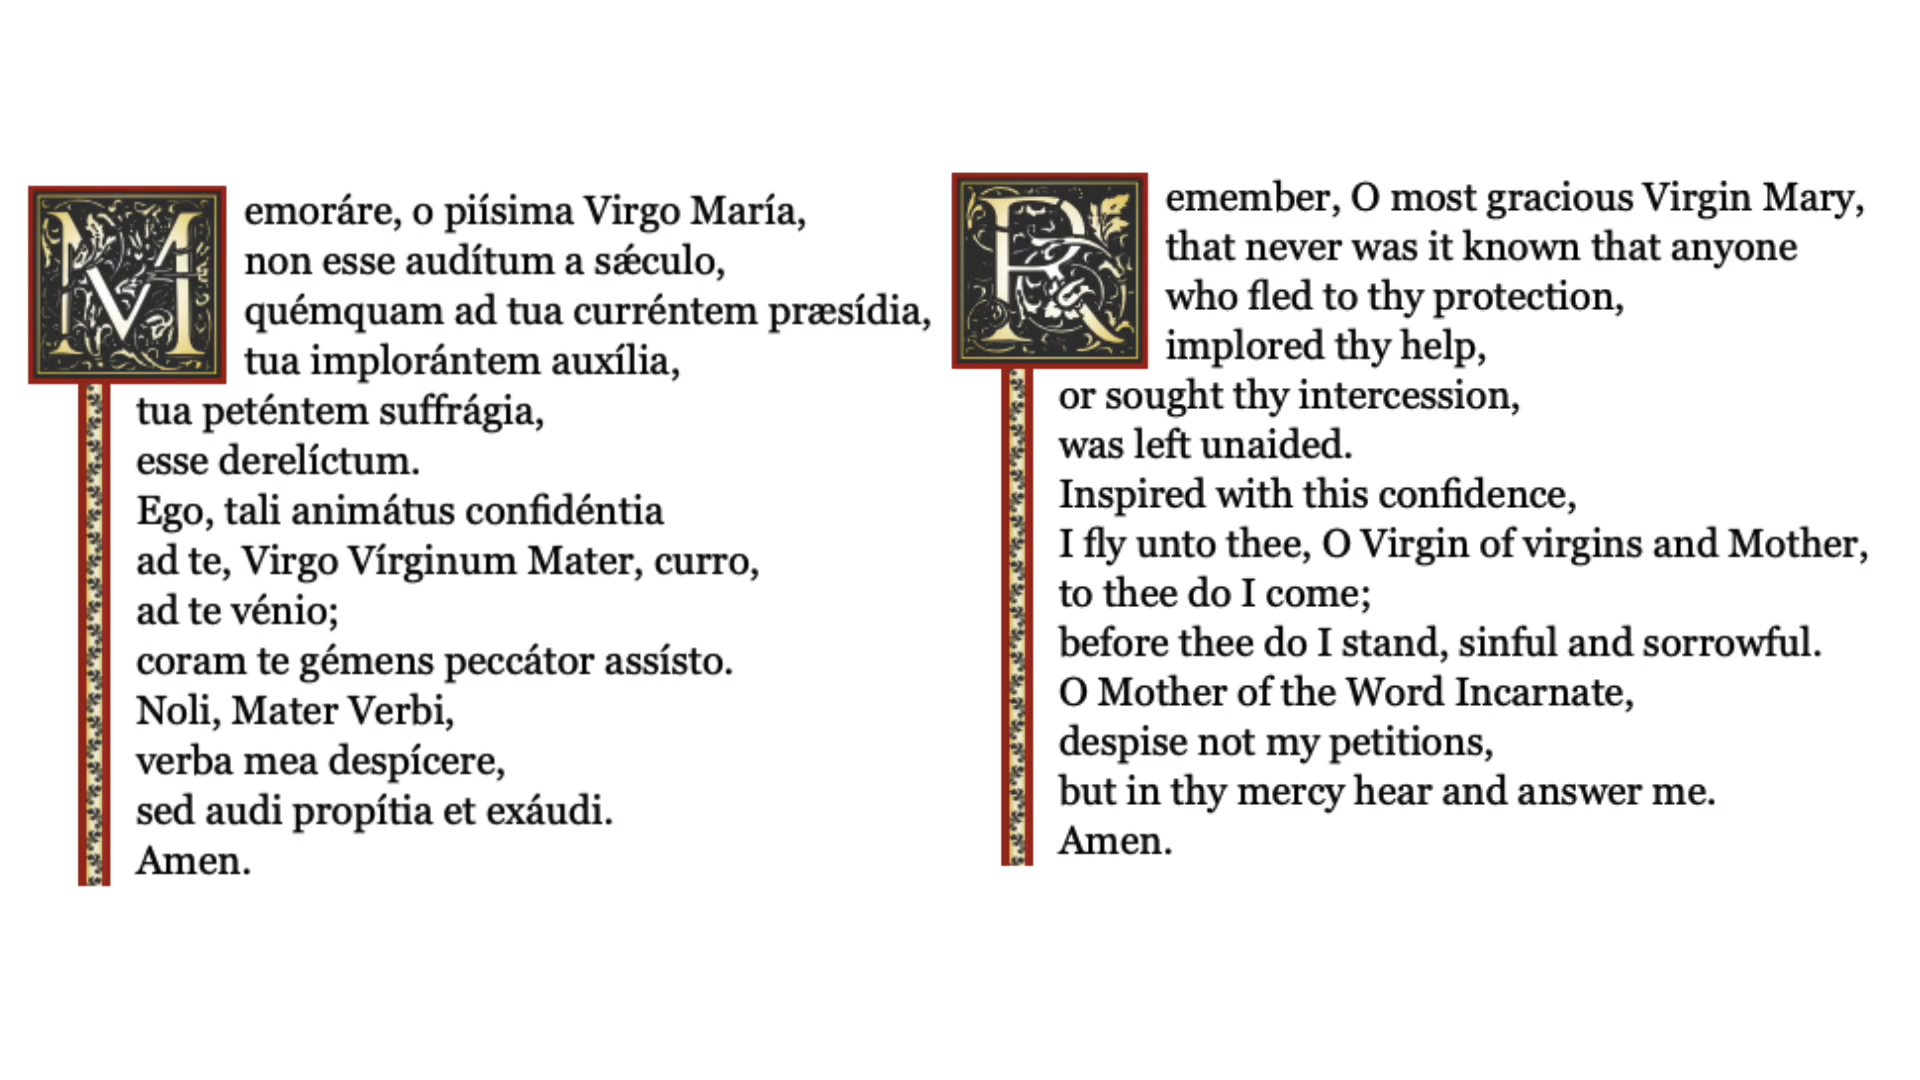 Memoráre, o piísima Virgo María,
non esse audítum a sǽculo,
quémquam ad tua curréntem præsídia,
tua implorántem auxília,
tua peténtem suffrágia,
esse derelíctum.
Ego, tali animátus confidéntia
ad te, Virgo Vírginum Mater, curro,
ad te vénio;
coram te gémens peccátor assísto.
Noli, Mater Verbi,
verba mea despícere,
sed audi propítia et exáudi.
Amen.
Remember, O most gracious Virgin Mary,
that never was it known that anyone
who fled to thy protection,
implored thy help,
or sought thy intercession,
was left unaided.
Inspired with this confidence,
I fly unto thee, O Virgin of virgins and Mother,
to thee do I come;
before thee do I stand, sinful and sorrowful.
O Mother of the Word Incarnate,
despise not my petitions,
but in thy mercy hear and answer me.
Amen.